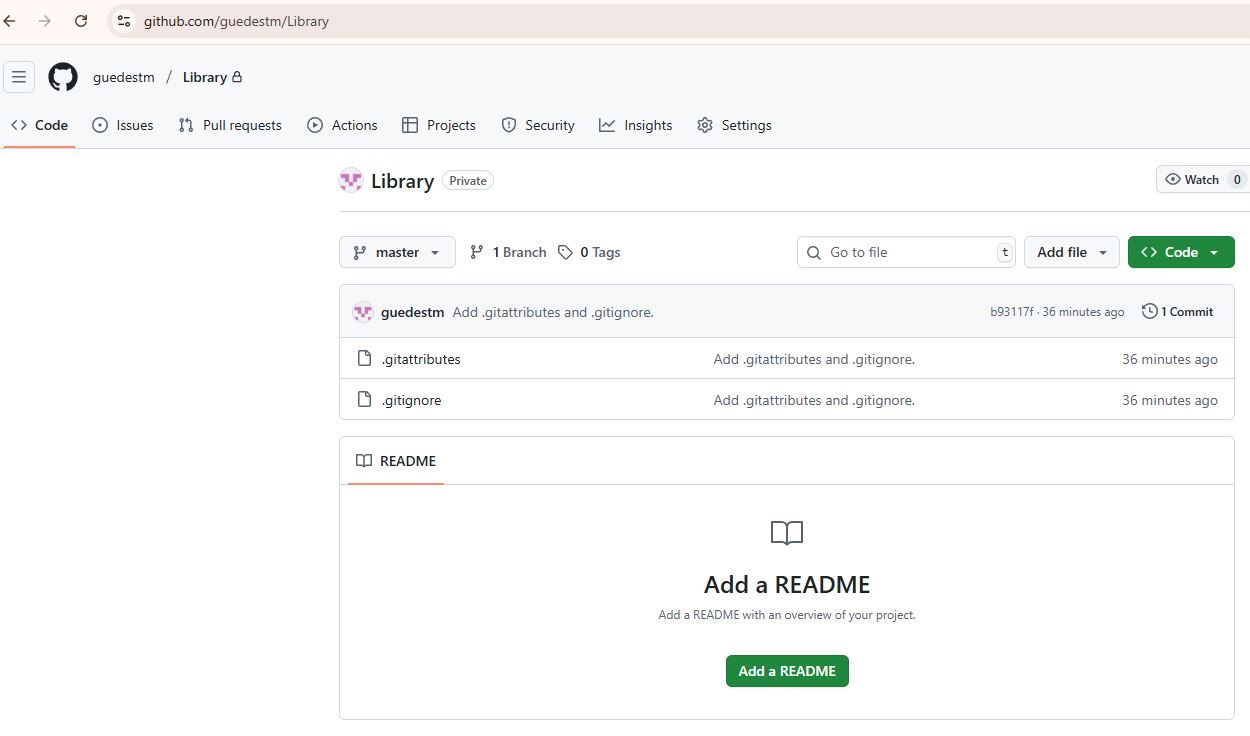 github.com/guedestm/Library
guedestm / Library
Code Issues Pull requests Actions Projects Security Insights Settings
Library Private Watch 0
master 1 Branch 0 Tags Go to file t Add file Code
guedestm Add .gitattributes and .gitignore. b93117f · 36 minutes ago 1 Commit
.gitattributes Add .gitattributes and .gitignore. 36 minutes ago
.gitignore Add .gitattributes and .gitignore. 36 minutes ago
README
Add a README
Add a README with an overview of your project.
Add a README